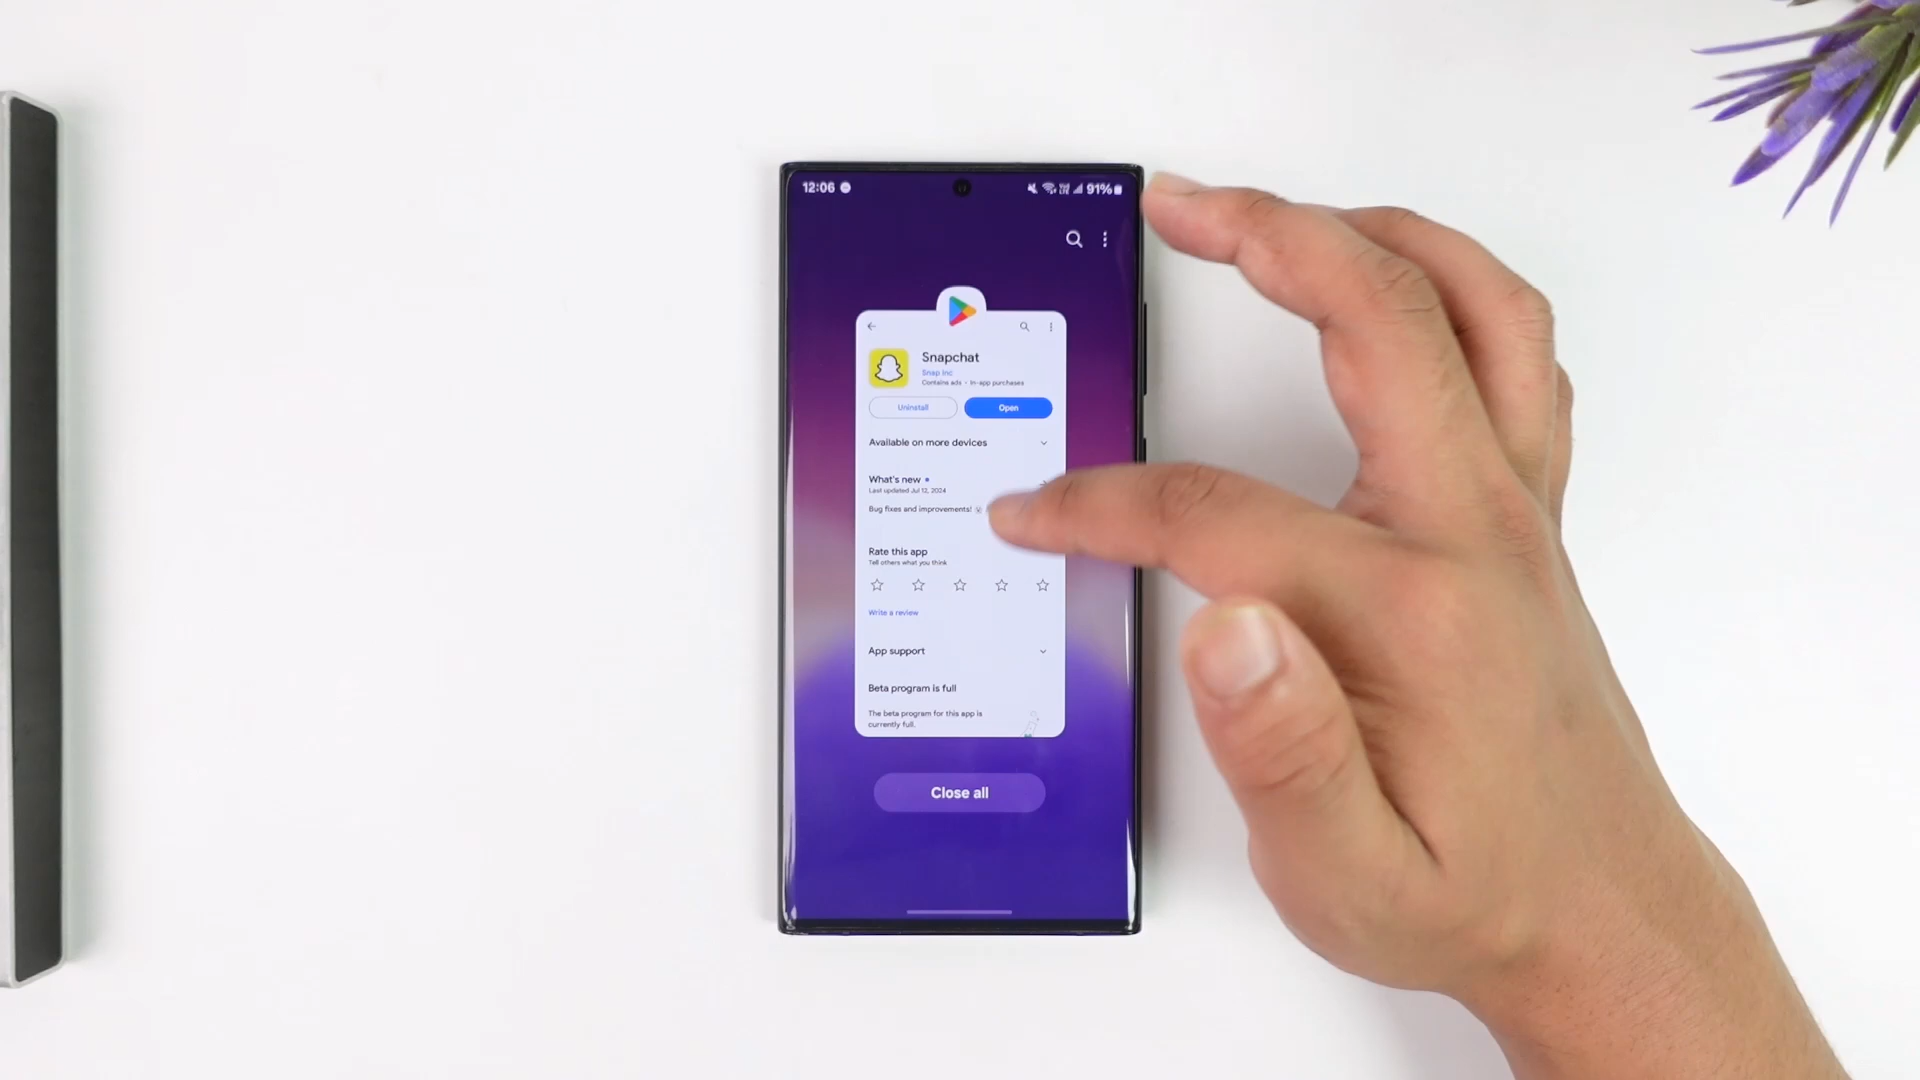 12:06
91%
Snapchat
Snap Inc
Contains ads • In-app purchases
Uninstall
Open
Available on more devices
What's new •
Last updated Jul 12, 2024
Bug fixes and improvements!
Rate this app
Tell others what you think
Write a review
App support
Beta program is full
The beta program for this app is
currently full.
Close all